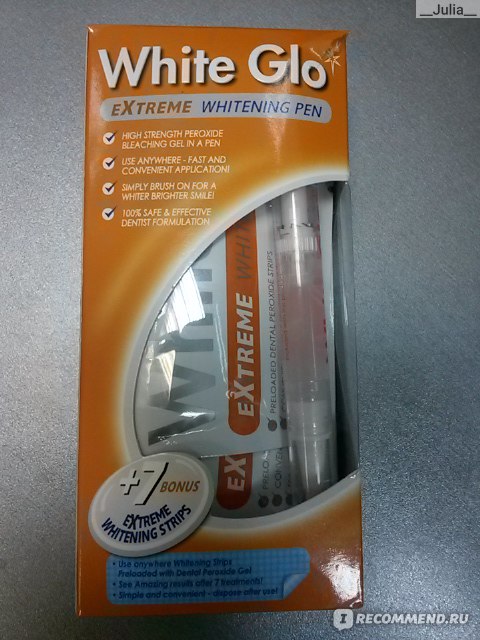 __Julia__
White Glo
EXTREME WHITENING PEN
HIGH STRENGTH PEROXIDE
BLEACHING GEL IN A PEN
USE ANYWHERE - FAST AND
CONVENIENT APPLICATION!
SIMPLY BRUSH ON FOR A
WHITER BRIGHTER SMILE!
100% SAFE & EFFECTIVE
DENTIST FORMULATION
EXTREME WHIT
PRELOADED DENTAL PEROXIDE STRIPS
+7 BONUS
EXTREME
WHITENING STRIPS
• Use anywhere Whitening Strips
Preloaded with Dental Peroxide Gel
• See Amazing results after 7 treatments!
• Simple and convenient - dispose after use!
IRECOMMEND.RU